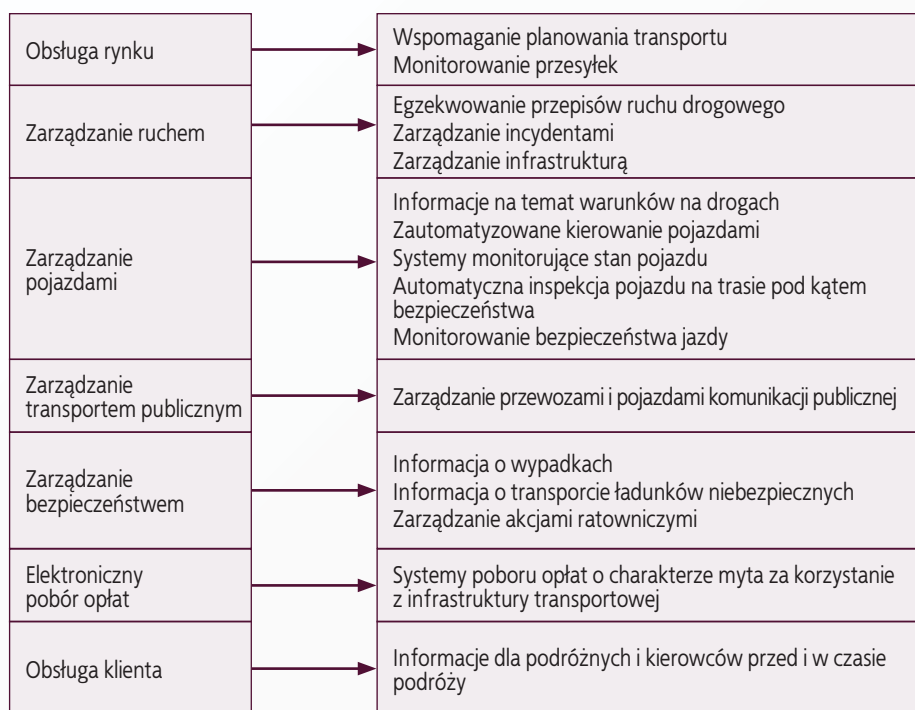 Obsługa rynku
Wspomaganie planowania transportu
Monitorowanie przesyłek
Zarządzanie ruchem
Egzekwowanie przepisów ruchu drogowego
Zarządzanie incydentami
Zarządzanie infrastrukturą
Zarządzanie
pojazdami
Informacje na temat warunków na drogach
Zautomatyzowane kierowanie pojazdami
Systemy monitorujące stan pojazdu
Automatyczna inspekcja pojazdu na trasie pod kątem
bezpieczeństwa
Monitorowanie bezpieczeństwa jazdy
Zarządzanie
transportem publicznym
Zarządzanie przewozami i pojazdami komunikacji publicznej
Zarządzanie
bezpieczeństwem
Informacja o wypadkach
Informacja o transporcie ładunków niebezpiecznych
Zarządzanie akcjami ratowniczymi
Elektroniczny
pobór opłat
Systemy poboru opłat o charakterze myta za korzystanie
z infrastruktury transportowej
Obsługa klienta
Informacje dla podróżnych i kierowców przed i w czasie
podróży